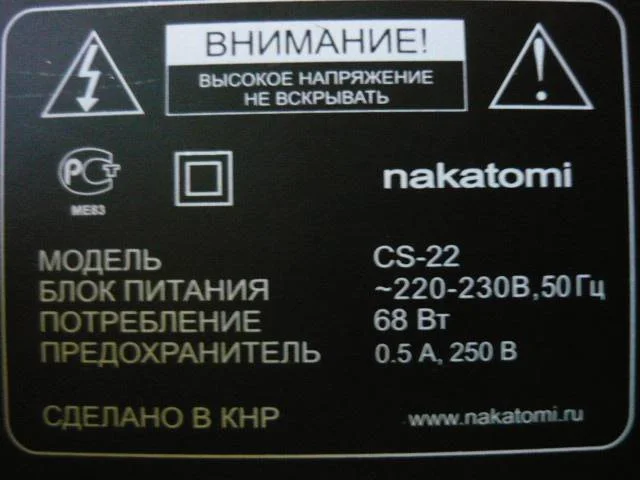 ВНИМАНИЕ!
ВЫСОКОЕ НАПРЯЖЕНИЕ
НЕ ВСКРЫВАТЬ
РСТ
МЕ83
nakatomi
МОДЕЛЬ CS-22
БЛОК ПИТАНИЯ ~220-230В,50Гц
ПОТРЕБЛЕНИЕ 68 Вт
ПРЕДОХРАНИТЕЛЬ 0.5 А, 250 В
СДЕЛАНО В КНР www.nakatomi.ru